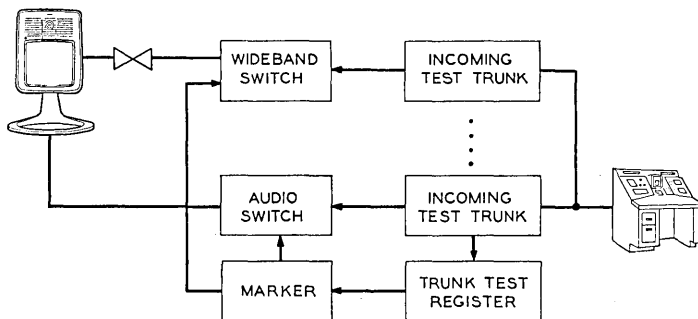 WIDEBAND
SWITCH
INCOMING
TEST TRUNK
AUDIO
SWITCH
INCOMING
TEST TRUNK
MARKER
TRUNK TEST
REGISTER